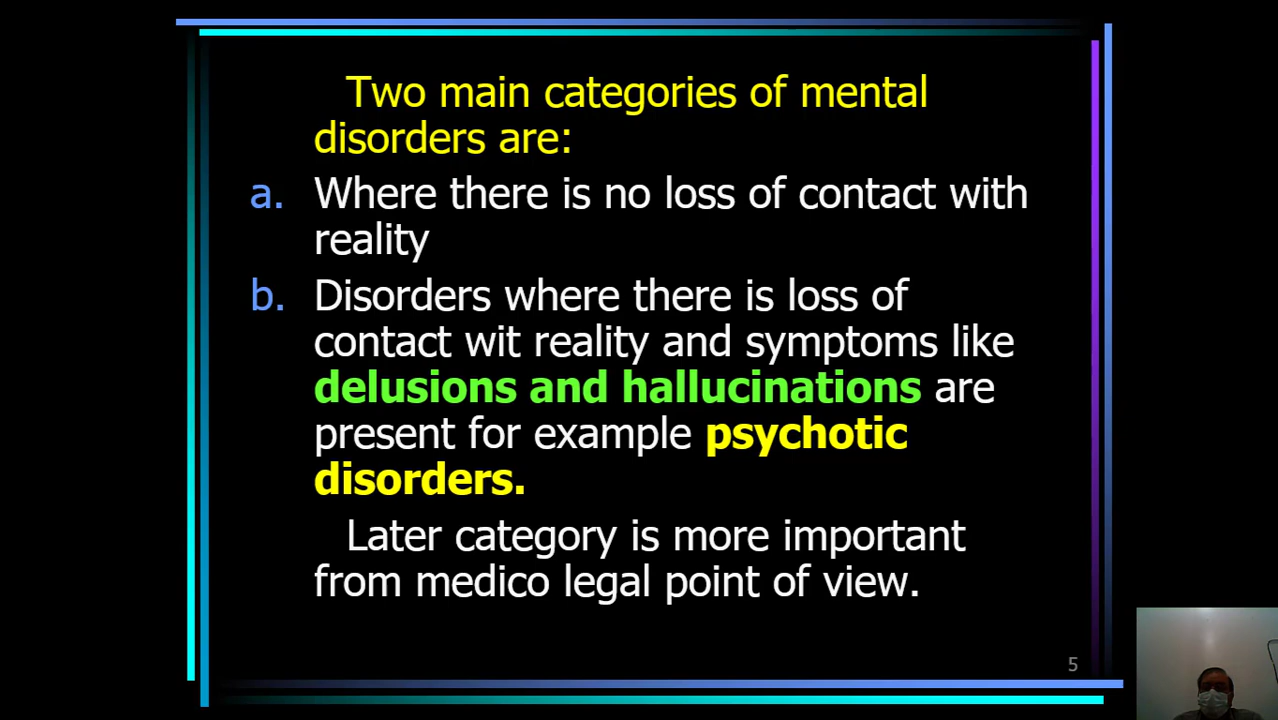 Two main categories of mental
disorders are:
a. Where there is no loss of contact with
reality
b. Disorders where there is loss of
contact wit reality and symptoms like
delusions and hallucinations are
present for example psychotic
disorders.
Later category is more important
from medico legal point of view.
5